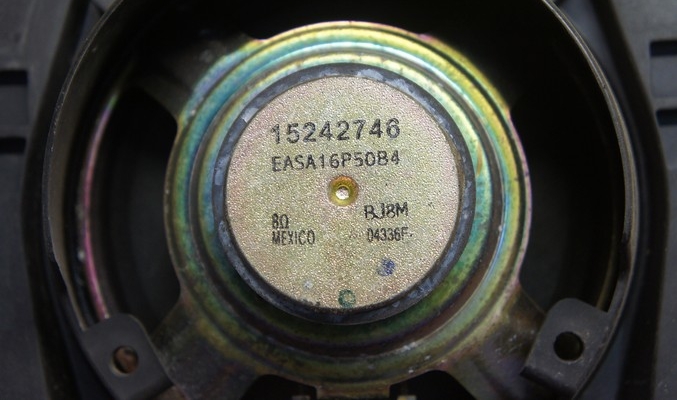 15242746
EASA16P50B4
8Ω
BJ8M
MEXICO
04336F